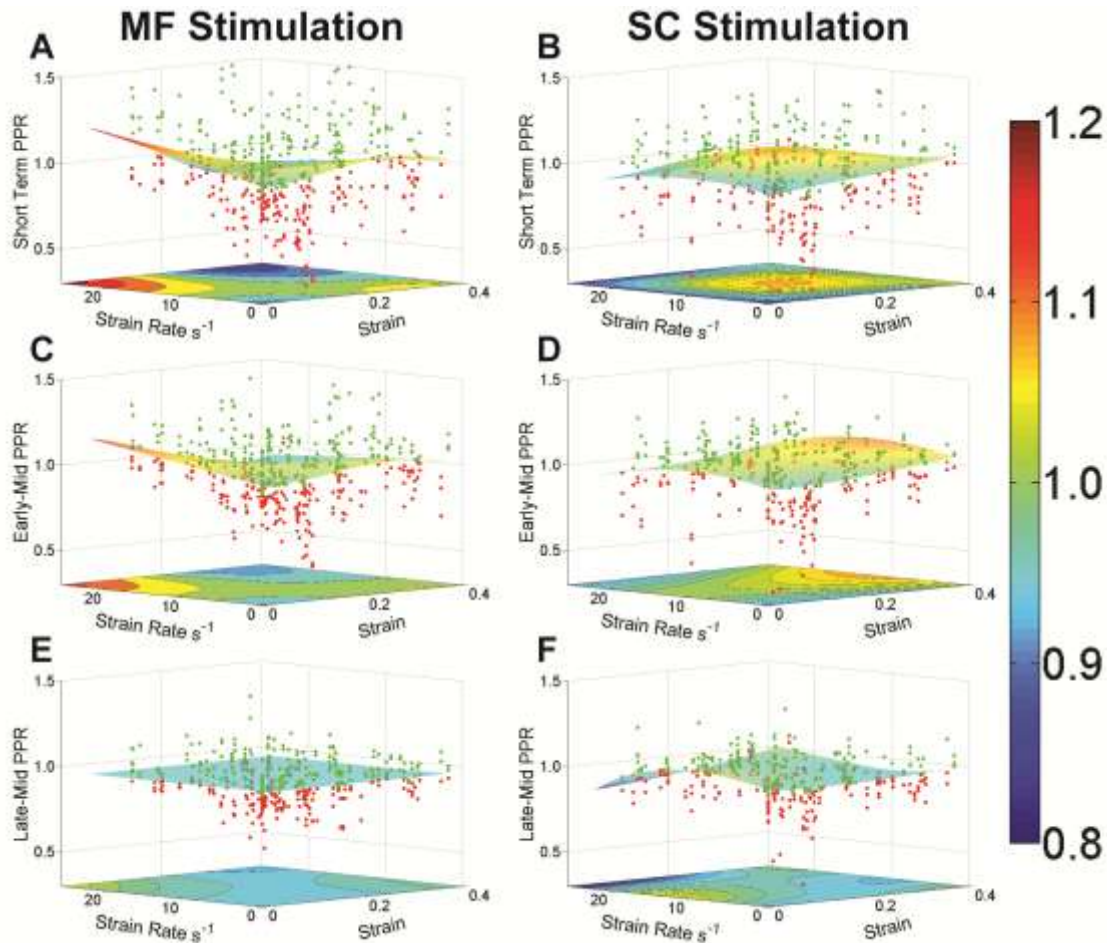 MF Stimulation
SC Stimulation
A
1.5
1.0
0.5
Short Term PPR
20
10
0
Strain Rate s⁻¹
0
0.2
0.4
Strain
B
1.5
1.0
0.5
Short Term PPR
20
10
0
Strain Rate s⁻¹
0
0.2
0.4
Strain
C
1.5
1.0
0.5
Early-Mid PPR
20
10
0
Strain Rate s⁻¹
0
0.2
0.4
Strain
D
1.5
1.0
0.5
Early-Mid PPR
20
10
0
Strain Rate s⁻¹
0
0.2
0.4
Strain
E
1.5
1.0
0.5
Late-Mid PPR
20
10
0
Strain Rate s⁻¹
0
0.2
0.4
Strain
F
1.5
1.0
0.5
Late-Mid PPR
20
10
0
Strain Rate s⁻¹
0
0.2
0.4
Strain
1.2
1.1
1.0
0.9
0.8